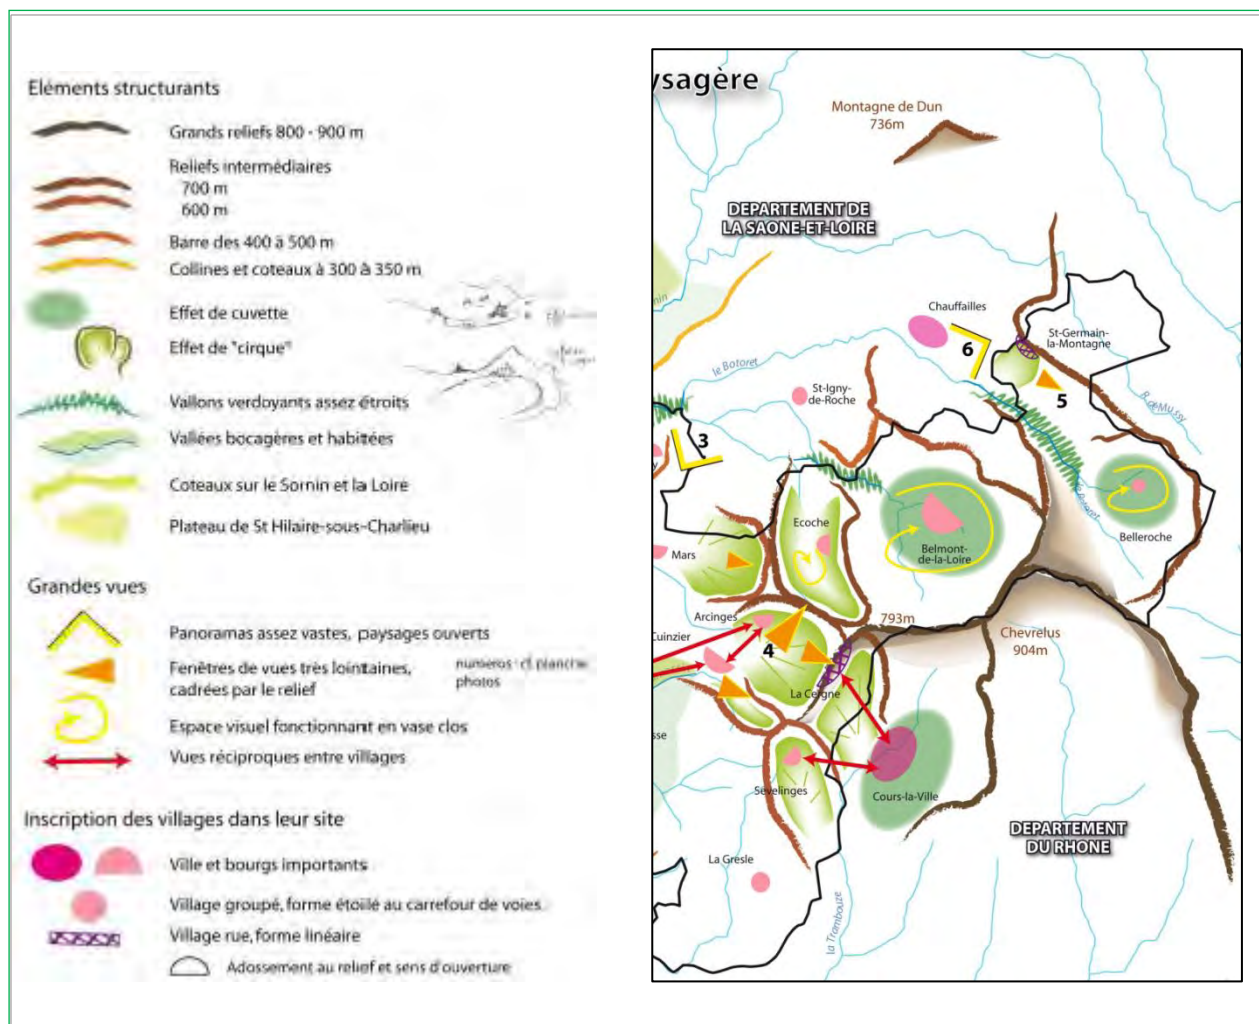 Eléments structurants
Grands reliefs 800 - 900 m
Reliefs intermédiaires
700 m
600 m
Barre des 400 à 500 m
Collines et coteaux à 300 à 350 m
Effet de cuvette
Effet de "cirque"
Vallons verdoyants assez étroits
Vallées bocagères et habitées
Coteaux sur le Sornin et la Loire
Plateau de St Hilaire-sous-Charlieu
Grandes vues
Panoramas assez vastes, paysages ouverts
Fenêtres de vues très lointaines,
cadrées par le relief
numéros : cf. planche
photos
Espace visuel fonctionnant en vase clos
Vues réciproques entre villages
Inscription des villages dans leur site
Ville et bourgs importants
Village groupé, forme étoilé au carrefour de voies
Village rue, forme linéaire
Adossement au relief et sens d'ouverture
ysagère
Montagne de Dun
736m
DEPARTEMENT DE
LA SAONE-ET-LOIRE
Chauffailles
6
St-Germain-
la-Montagne
5
le Botoret
St-Igny-
de-Roche
R. de Mussy
3
Ecoche
Belmont-
de-la-Loire
le Botoret
Belleroche
Mars
Arcinges
Cuinzier
4
793m
Chevrelus
904m
La Cergne
Sevelinges
Cours-la-Ville
DEPARTEMENT
DU RHONE
La Gresle
la Trambouze